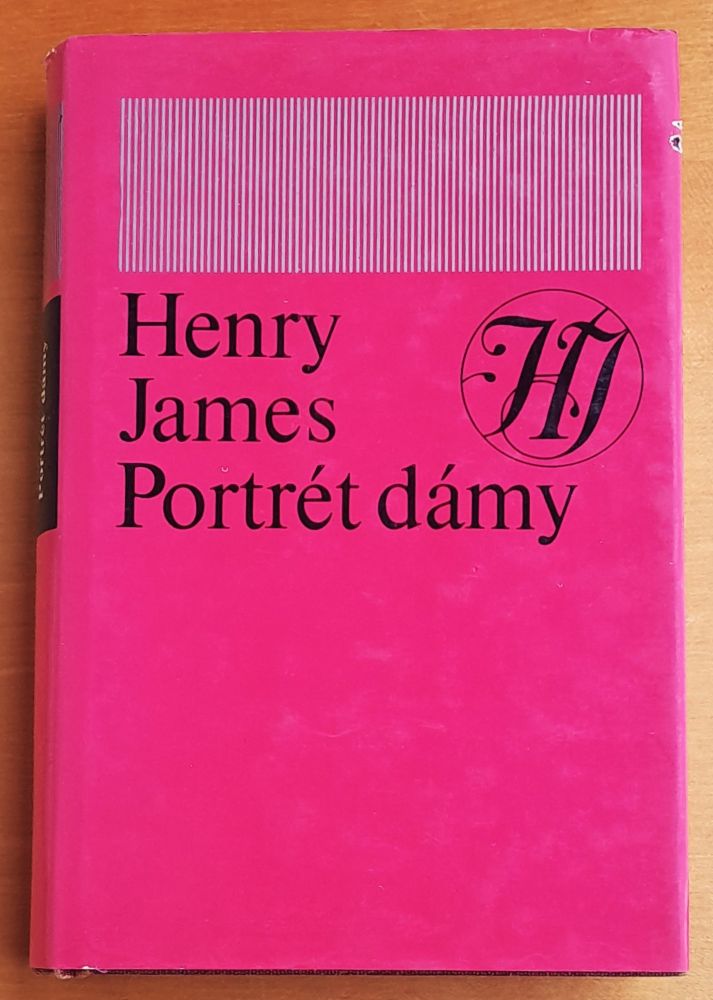 Henry
James
Portrét dámy
HJ
Portrét dámy